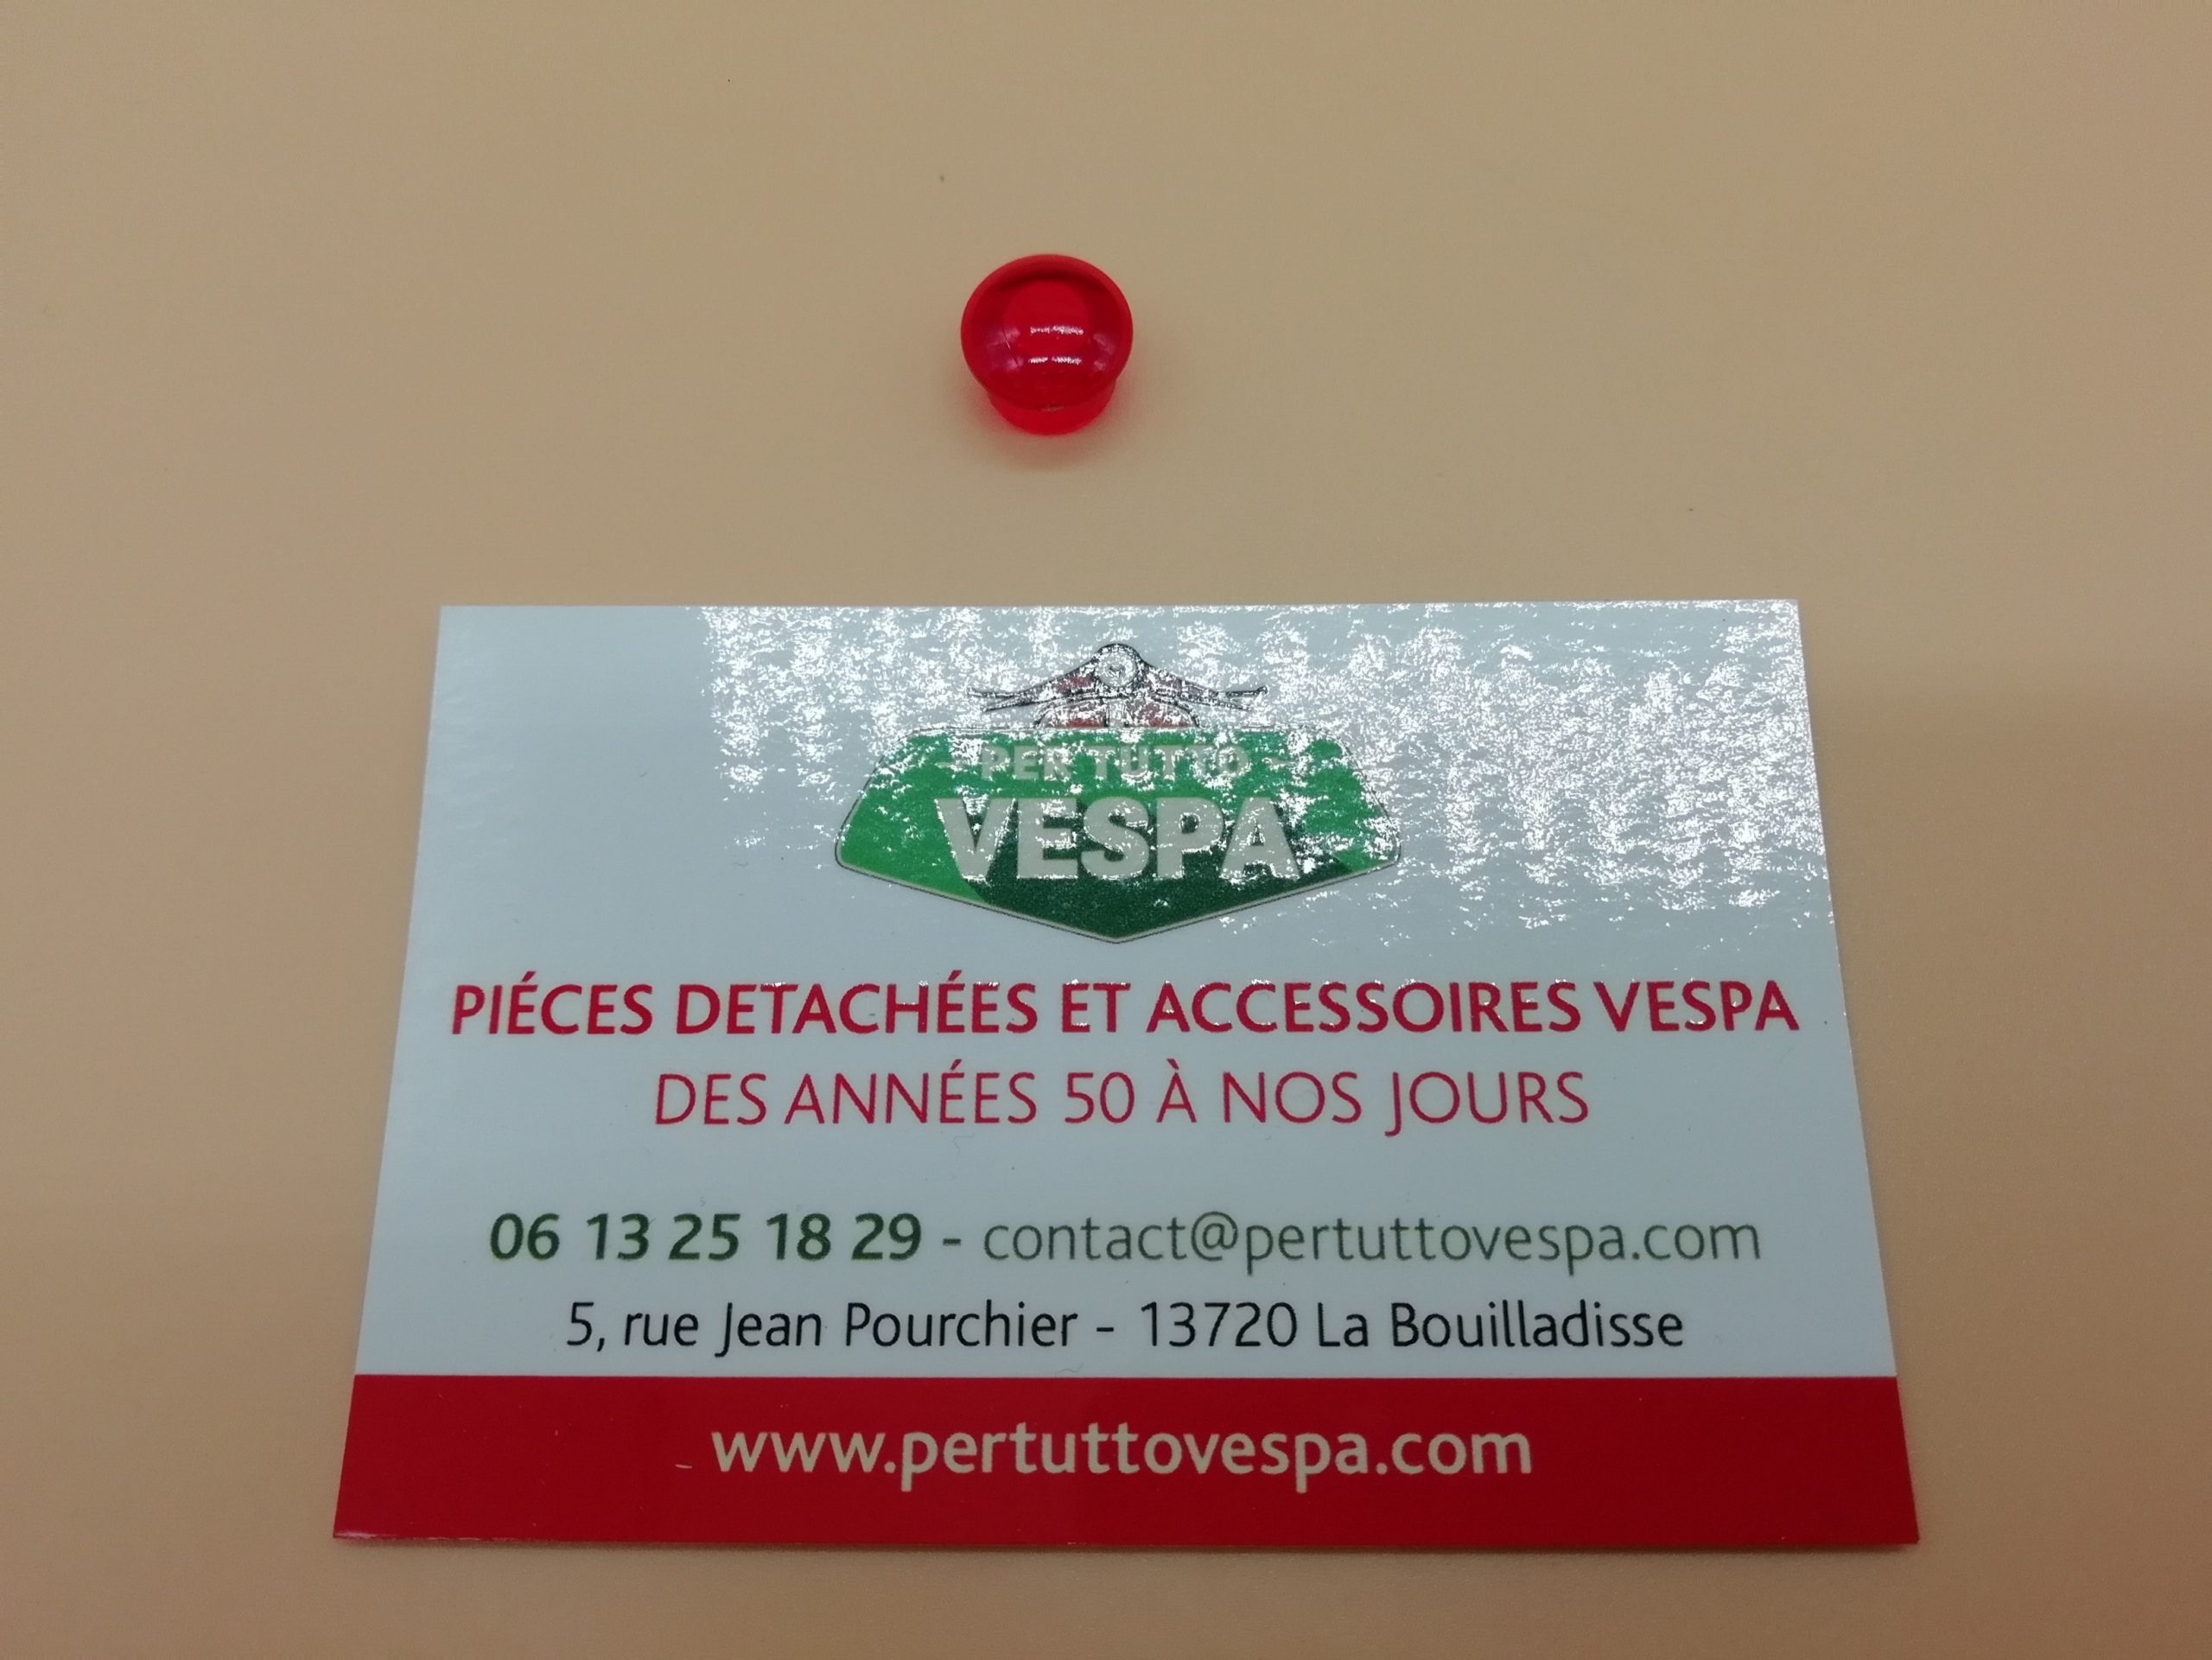 - PER TUTTO -
VESPA
PIÉCES DETACHÉES ET ACCESSOIRES VESPA
DES ANNÉES 50 À NOS JOURS
06 13 25 18 29 - contact@pertuttovespa.com
5, rue Jean Pourchier - 13720 La Bouilladisse
www.pertuttovespa.com